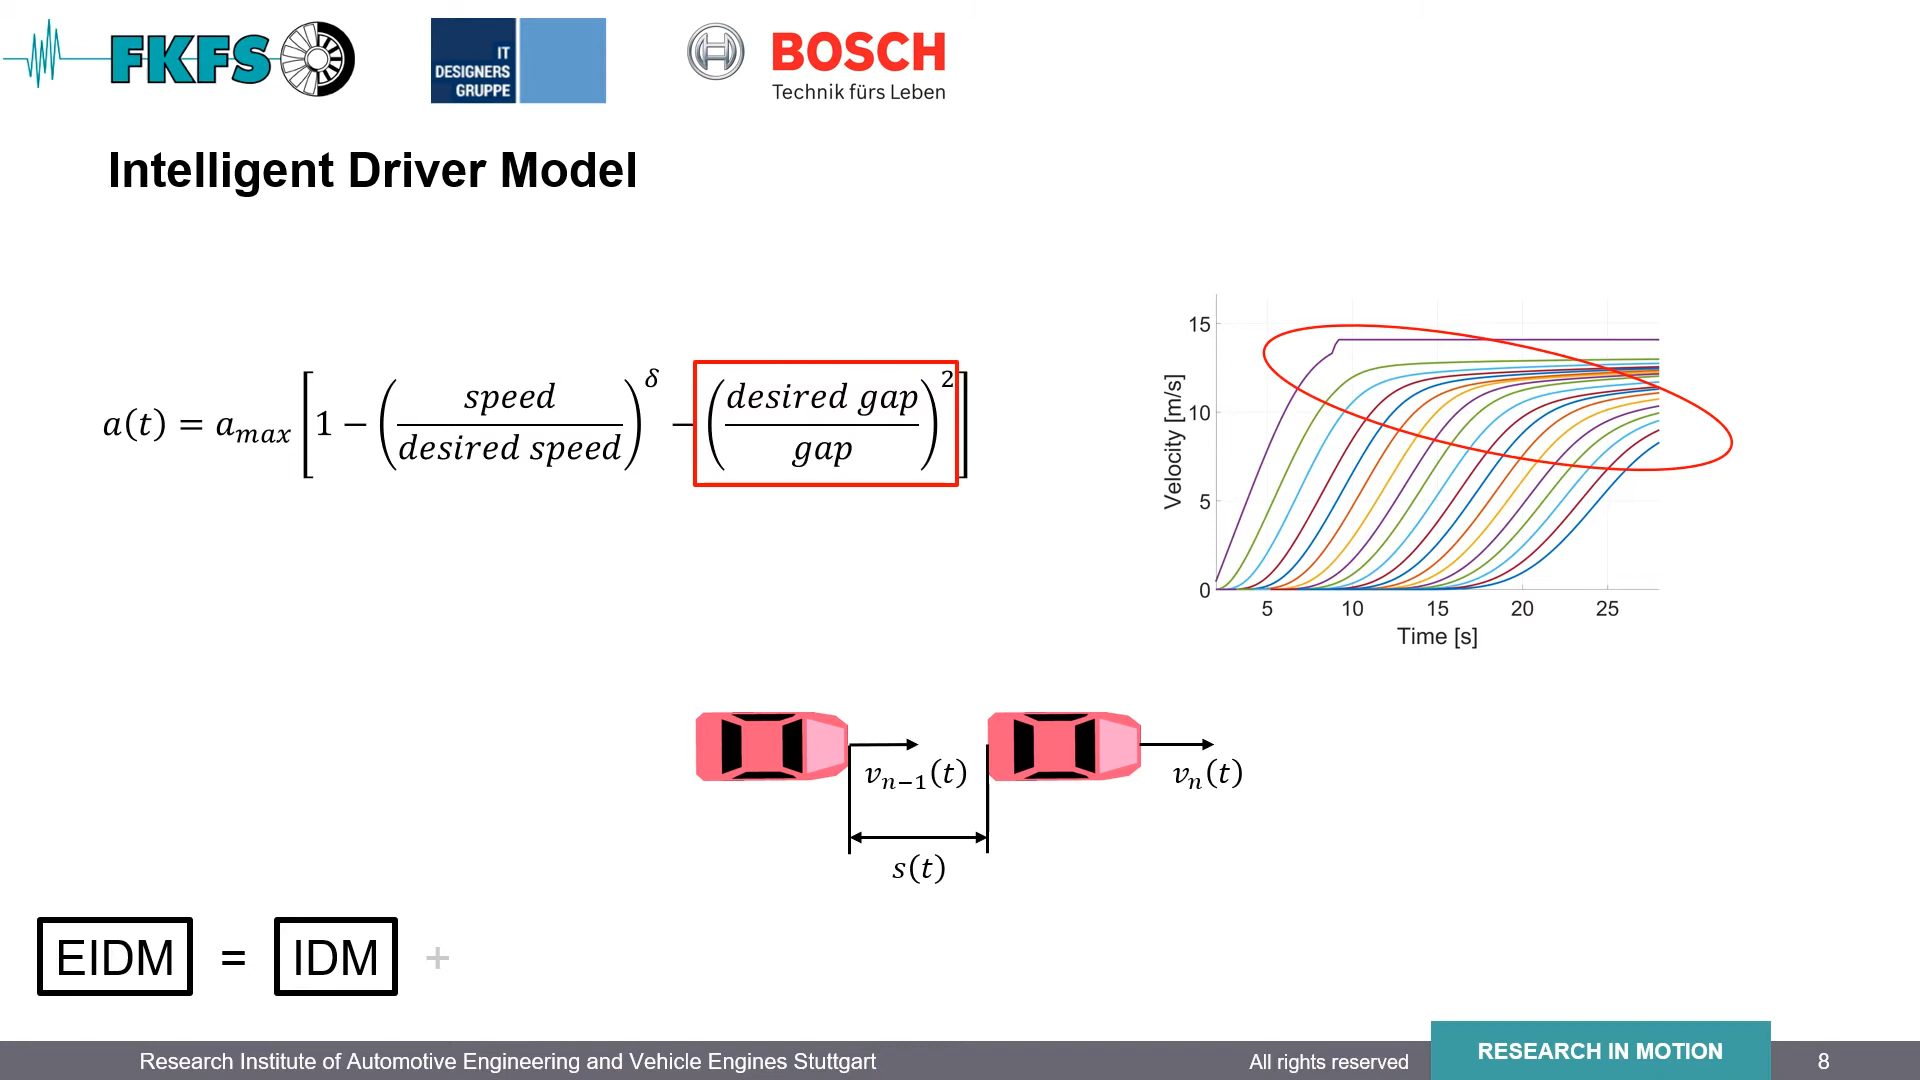 FKFS
IT
DESIGNERS
GRUPPE
BOSCH
Technik fürs Leben
Intelligent Driver Model
a(t) = a_max [1 − (speed / desired speed)^δ − (desired gap / gap)^2]
15
10
5
0
Velocity [m/s]
5 10 15 20 25
Time [s]
v_{n−1}(t)
v_n(t)
s(t)
EIDM = IDM +
Research Institute of Automotive Engineering and Vehicle Engines Stuttgart
All rights reserved
RESEARCH IN MOTION
8